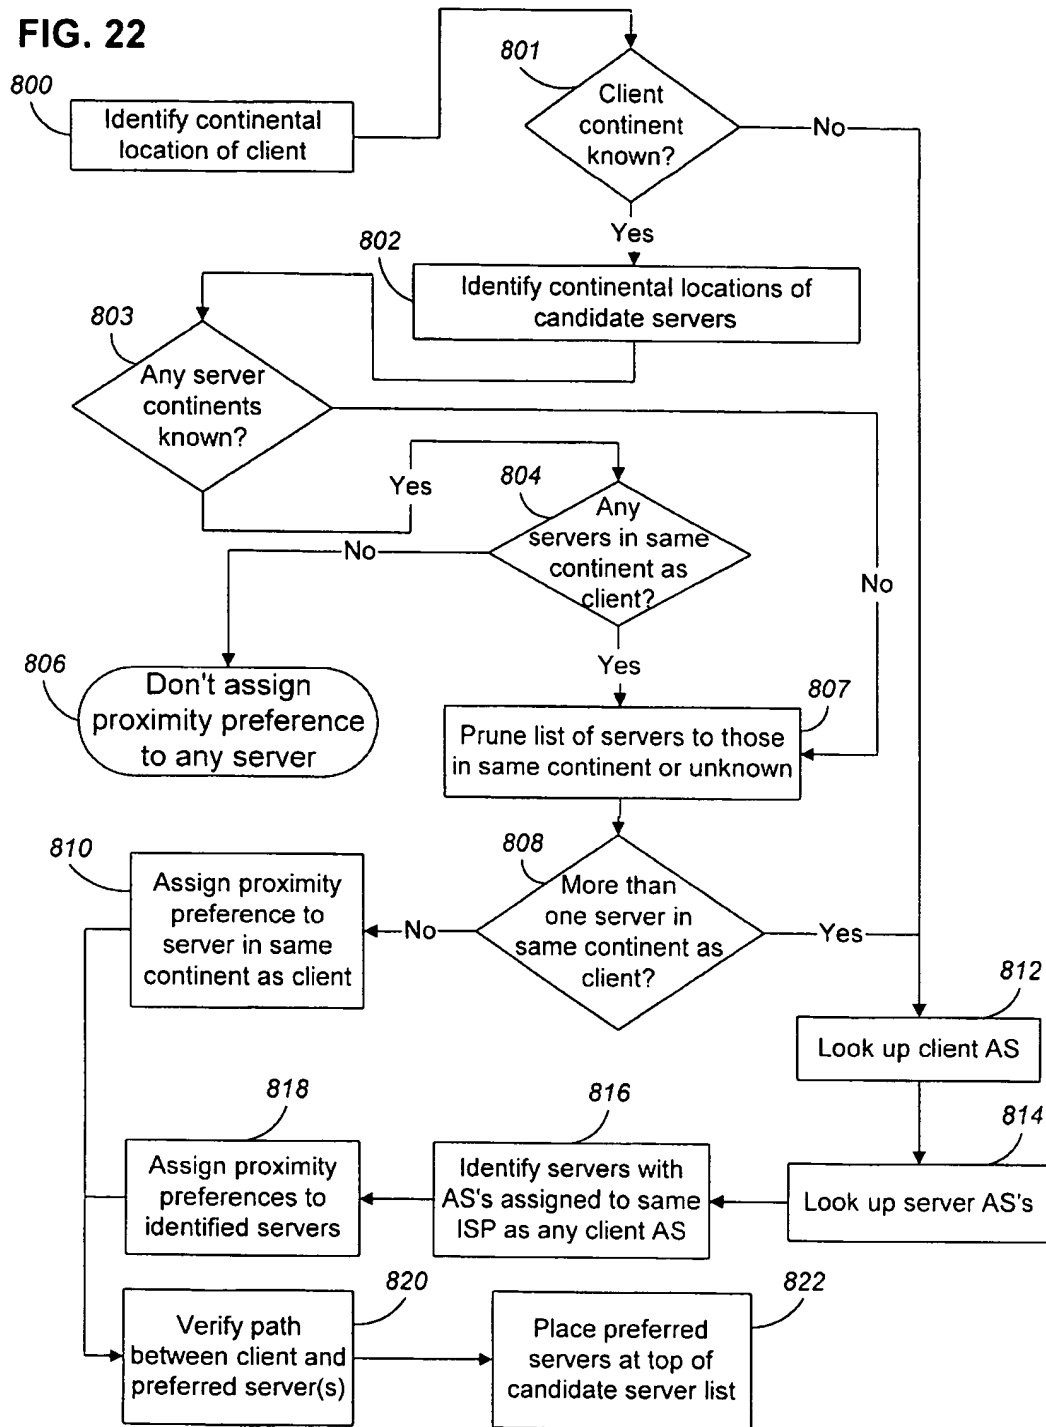 FIG. 22
800
Identify continental
location of client
801
Client
continent
known?
No
Yes
802
Identify continental locations of
candidate servers
803
Any server
continents
known?
Yes
804
Any
servers in same
continent as
client?
No
No
Yes
806
Don't assign
proximity preference
to any server
807
Prune list of servers to those
in same continent or unknown
808
More than
one server in
same continent as
client?
No
Yes
810
Assign proximity
preference to
server in same
continent as client
812
Look up client AS
814
Look up server AS's
816
Identify servers with
AS's assigned to same
ISP as any client AS
818
Assign proximity
preferences to
identified servers
820
Verify path
between client and
preferred server(s)
822
Place preferred
servers at top of
candidate server list